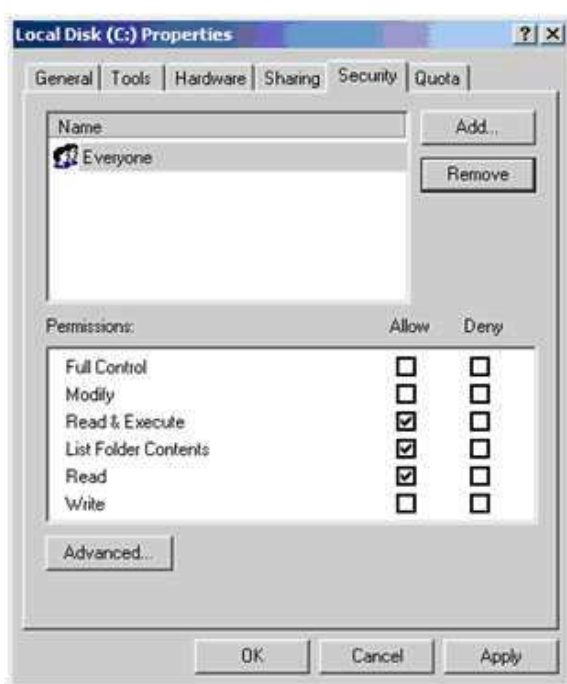 Local Disk (C:) Properties ? ×
General Tools Hardware Sharing Security Quota
Name
Everyone
Add...
Remove
Permissions: Allow Deny
Full Control
Modify
Read & Execute
List Folder Contents
Read
Write
Advanced...
OK Cancel Apply